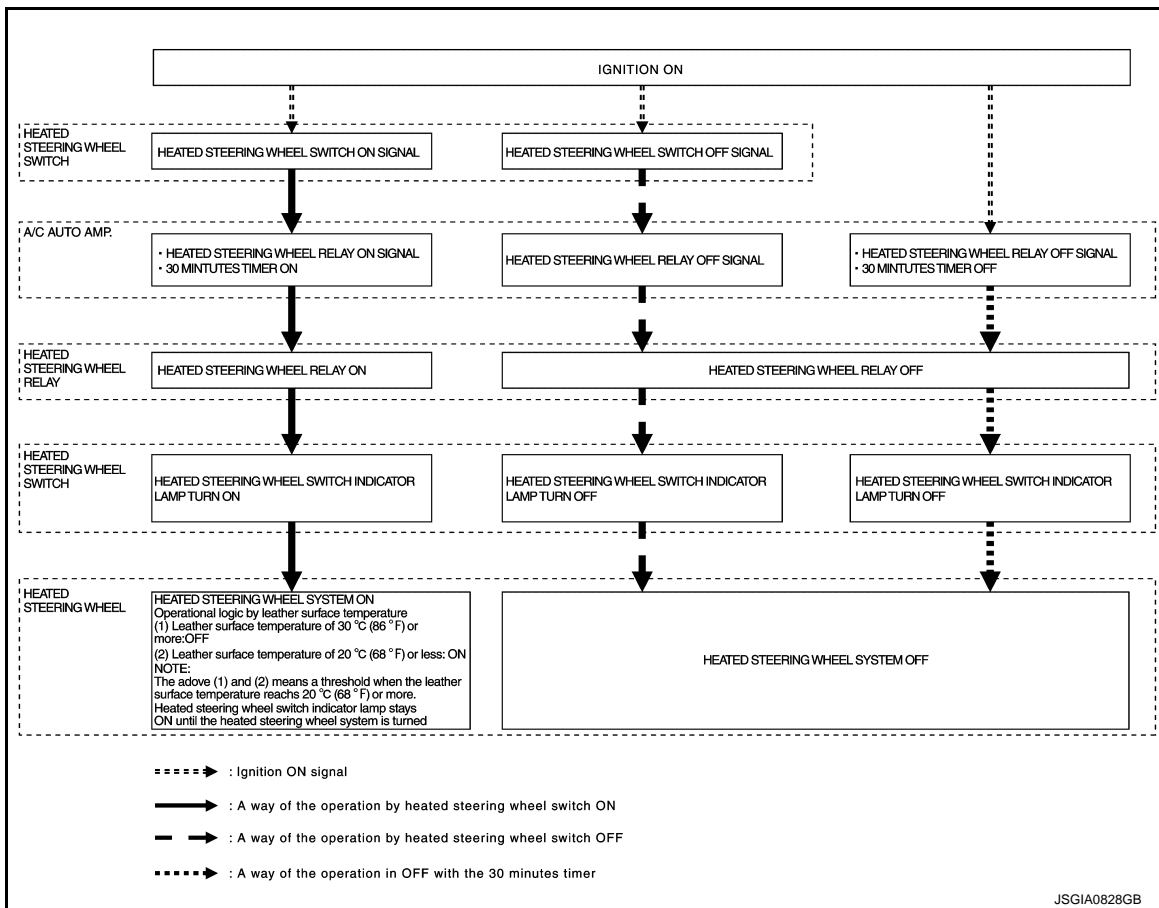 IGNITION ON
HEATED
STEERING WHEEL
SWITCH
HEATED STEERING WHEEL SWITCH ON SIGNAL
HEATED STEERING WHEEL SWITCH OFF SIGNAL
A/C AUTO AMP.
・HEATED STEERING WHEEL RELAY ON SIGNAL
・30 MINTUTES TIMER ON
HEATED STEERING WHEEL RELAY OFF SIGNAL
・HEATED STEERING WHEEL RELAY OFF SIGNAL
・30 MINTUTES TIMER OFF
HEATED
STEERING WHEEL
RELAY
HEATED STEERING WHEEL RELAY ON
HEATED STEERING WHEEL RELAY OFF
HEATED
STEERING WHEEL
SWITCH
HEATED STEERING WHEEL SWITCH INDICATOR
LAMP TURN ON
HEATED STEERING WHEEL SWITCH INDICATOR
LAMP TURN OFF
HEATED STEERING WHEEL SWITCH INDICATOR
LAMP TURN OFF
HEATED
STEERING WHEEL
HEATED STEERING WHEEL SYSTEM ON
Operational logic by leather surface temperature
(1) Leather surface temperature of 30 °C (86 °F) or
more:OFF
(2) Leather surface temperature of 20 °C (68 °F) or less: ON
NOTE:
The adove (1) and (2) means a threshold when the leather
surface temperature reachs 20 °C (68 °F) or more.
Heated steering wheel switch indicator lamp stays
ON until the heated steering wheel system is turned
HEATED STEERING WHEEL SYSTEM OFF
: Ignition ON signal
: A way of the operation by heated steering wheel switch ON
: A way of the operation by heated steering wheel switch OFF
: A way of the operation in OFF with the 30 minutes timer
JSGIA0828GB